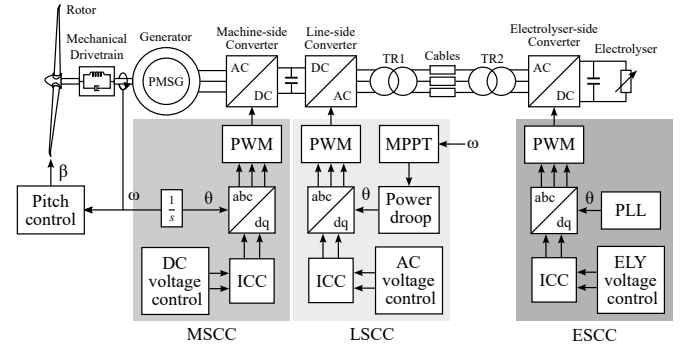 Rotor
Mechanical
Drivetrain
Generator
PMSG
Machine-side
Converter
AC
DC
Line-side
Converter
DC
AC
TR1
Cables
TR2
Electrolyser-side
Converter
AC
DC
Electrolyser
PWM
PWM
MPPT
ω
PWM
β
Pitch
control
ω
1
s
θ
abc
dq
abc
dq
θ
Power
droop
abc
dq
θ
PLL
DC
voltage
control
ICC
ICC
AC
voltage
control
ICC
ELY
voltage
control
MSCC
LSCC
ESCC